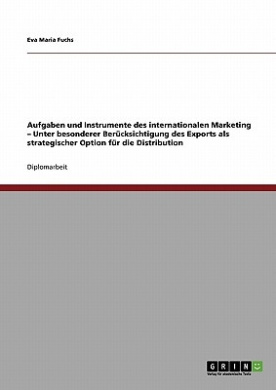 Eva Maria Fuchs
Aufgaben und Instrumente des internationalen Marketing
– Unter besonderer Berücksichtigung des Exports als
strategischer Option für die Distribution
Diplomarbeit
GRIN